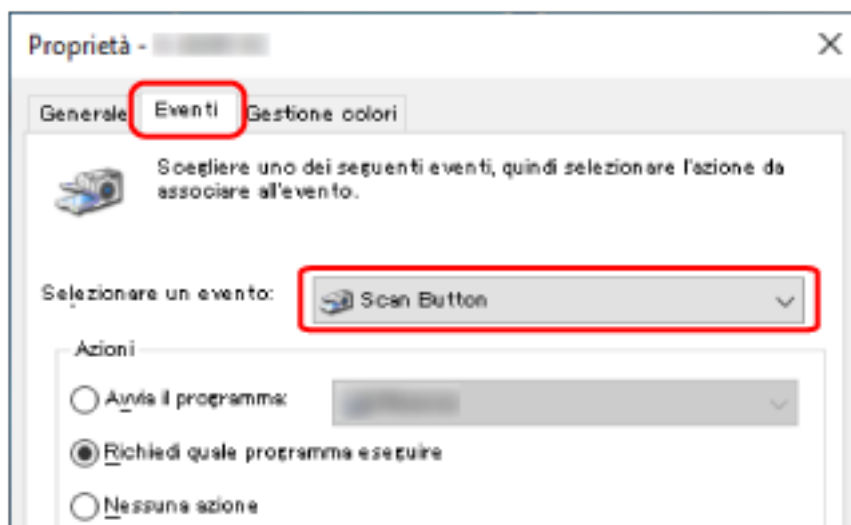 Proprietà -
Generale Eventi Gestione colori
Scegliere uno dei seguenti eventi, quindi selezionare l'azione da
associare all'evento.
Selezionare un evento: Scan Button
Azioni
Avvia il programma:
Richiedi quale programma eseguire
Nessuna azione